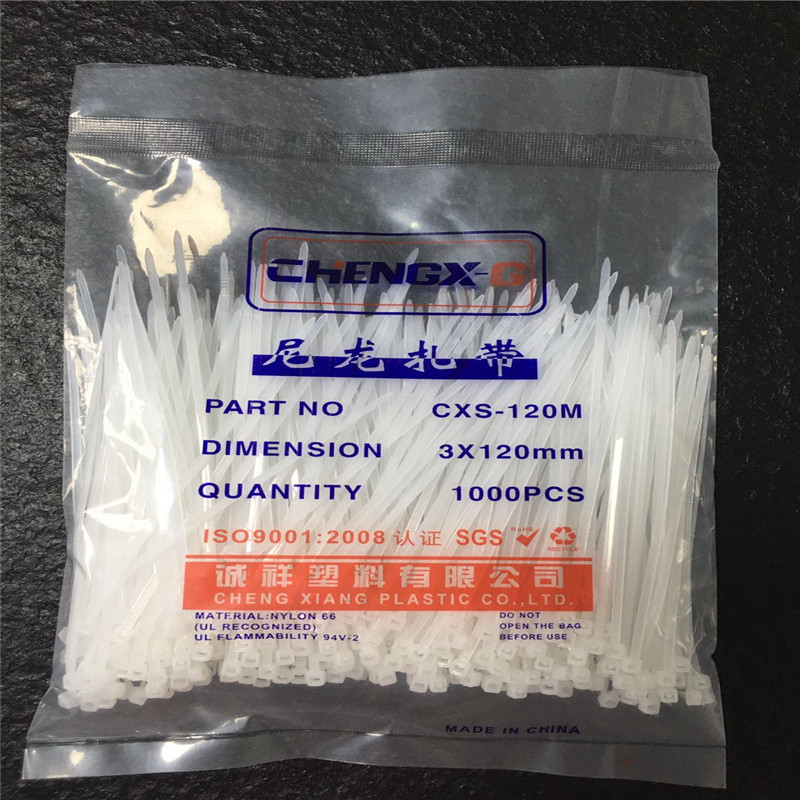 CHENGX-G
尼龙扎带
PART NO CXS-120M
DIMENSION 3X120mm
QUANTITY 1000PCS
ISO9001:2008 认证 SGS RoHS RECYCLE
诚祥塑料有限公司
CHENG XIANG PLASTIC CO.,LTD.
MATERIAL:NYLON 66
(UL RECOGNIZED)
UL FLAMMABILITY 94V-2
DO NOT
OPEN THE BAG
BEFORE USE
MADE IN CHINA